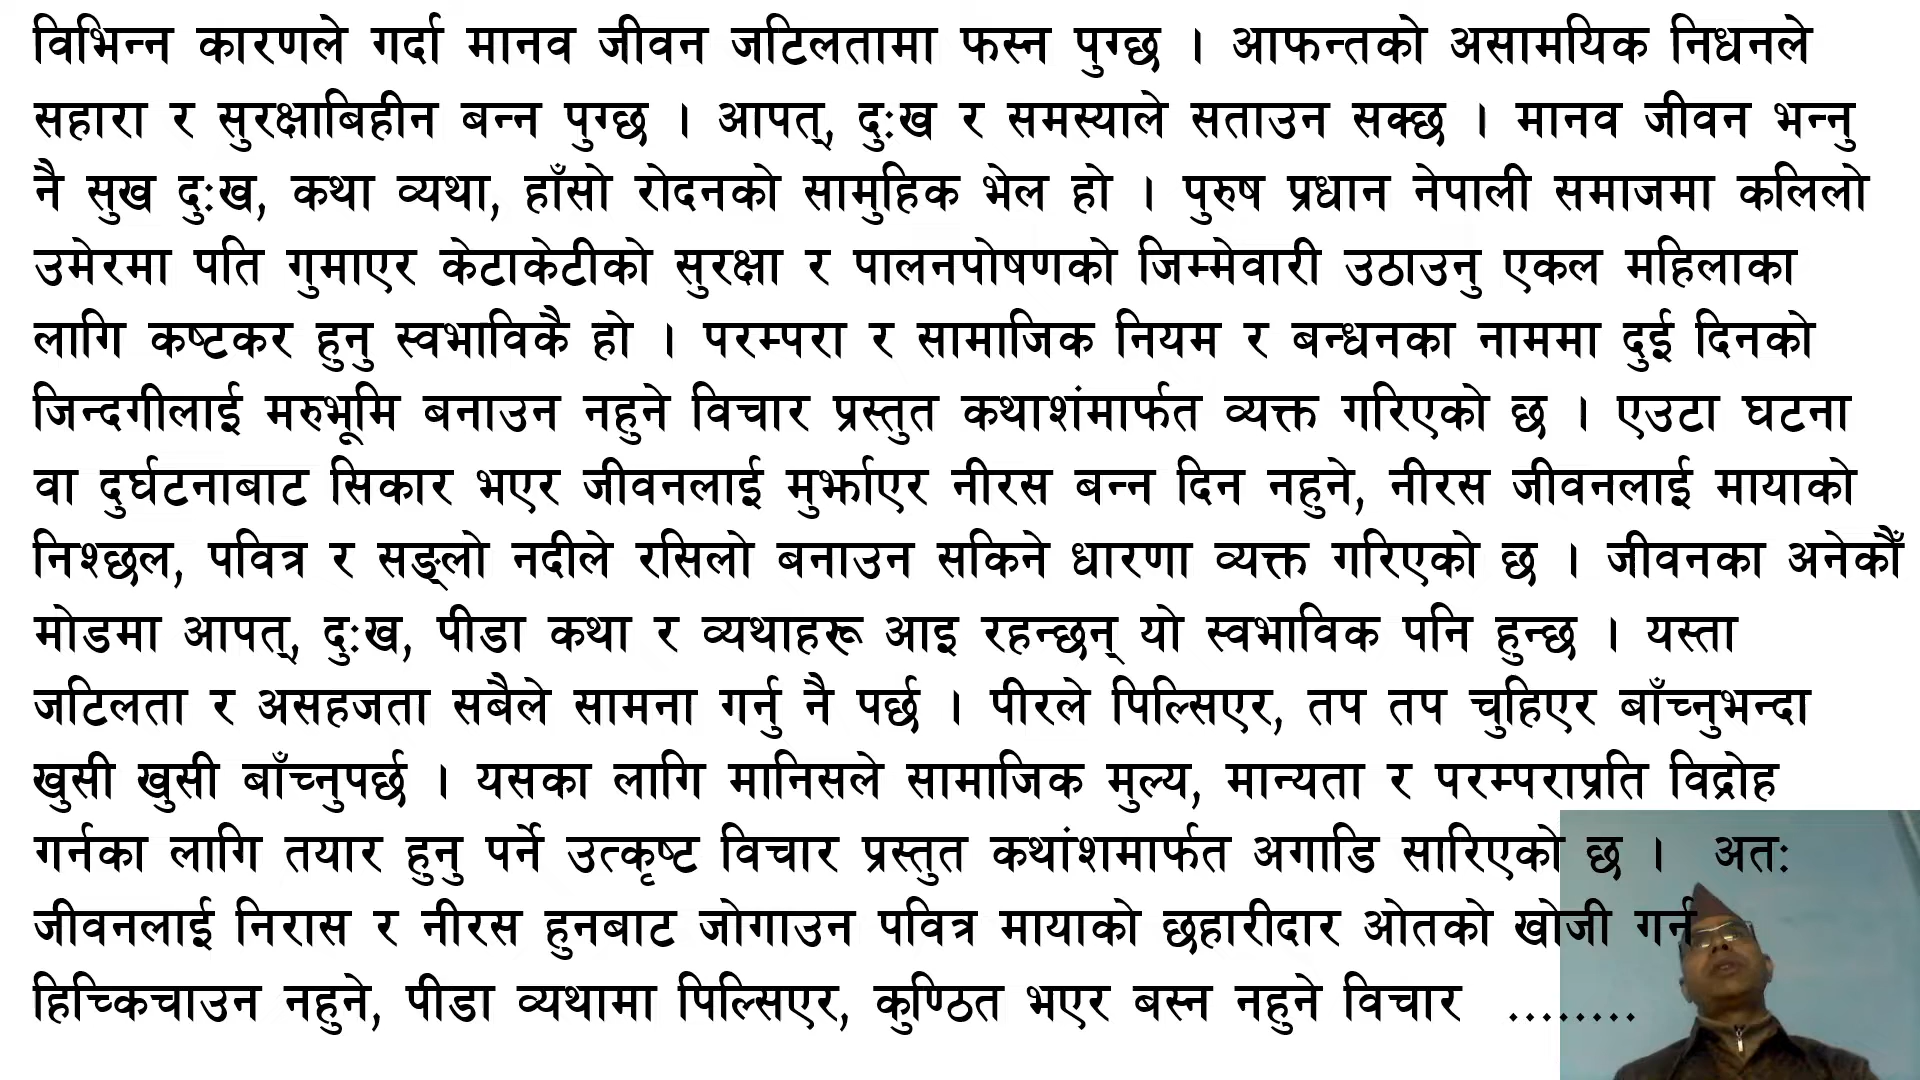 विभिन्न कारणले गर्दा मानव जीवन जटिलतामा फस्न पुग्छ । आफन्तको असामयिक निधनले
सहारा र सुरक्षाबिहीन बन्न पुग्छ । आपत्, दुःख र समस्याले सताउन सक्छ । मानव जीवन भन्नु
नै सुख दुःख, कथा व्यथा, हाँसो रोदनको सामुहिक भेल हो । पुरुष प्रधान नेपाली समाजमा कलिलो
उमेरमा पति गुमाएर केटाकेटीको सुरक्षा र पालनपोषणको जिम्मेवारी उठाउनु एकल महिलाका
लागि कष्टकर हुनु स्वभाविकै हो । परम्परा र सामाजिक नियम र बन्धनका नाममा दुई दिनको
जिन्दगीलाई मरुभूमि बनाउन नहुने विचार प्रस्तुत कथाशंमार्फत व्यक्त गरिएको छ । एउटा घटना
वा दुर्घटनाबाट सिकार भएर जीवनलाई मुर्झाएर नीरस बन्न दिन नहुने, नीरस जीवनलाई मायाको
निश्छल, पवित्र र सङ्लो नदीले रसिलो बनाउन सकिने धारणा व्यक्त गरिएको छ । जीवनका अनेकौँ
मोडमा आपत्, दुःख, पीडा कथा र व्यथाहरू आइ रहन्छन् यो स्वभाविक पनि हुन्छ । यस्ता
जटिलता र असहजता सबैले सामना गर्नु नै पर्छ । पीरले पिल्सिएर, तप तप चुहिएर बाँच्नुभन्दा
खुसी खुसी बाँच्नुपर्छ । यसका लागि मानिसले सामाजिक मुल्य, मान्यता र परम्पराप्रति विद्रोह
गर्नका लागि तयार हुनु पर्ने उत्कृष्ट विचार प्रस्तुत कथांशमार्फत अगाडि सारिएको छ । अतः
जीवनलाई निरास र नीरस हुनबाट जोगाउन पवित्र मायाको छहारीदार ओतको खोजी गर्न
हिच्किचाउन नहुने, पीडा व्यथामा पिल्सिएर, कुण्ठित भएर बस्न नहुने विचार ........